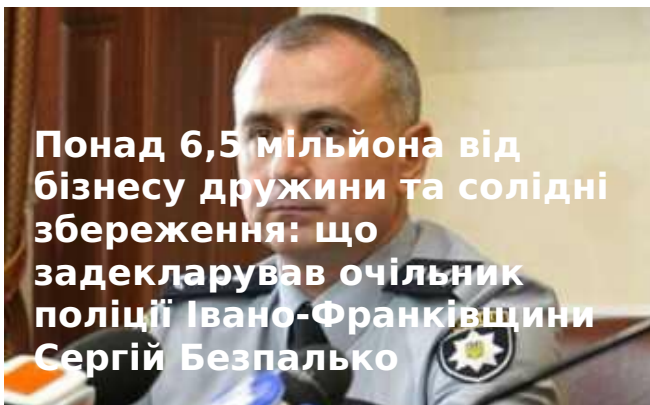 Понад 6,5 мільйона від
бізнесу дружини та солідні
збереження: що
задекларував очільник
поліції Івано-Франківщини
Сергій Безпалько